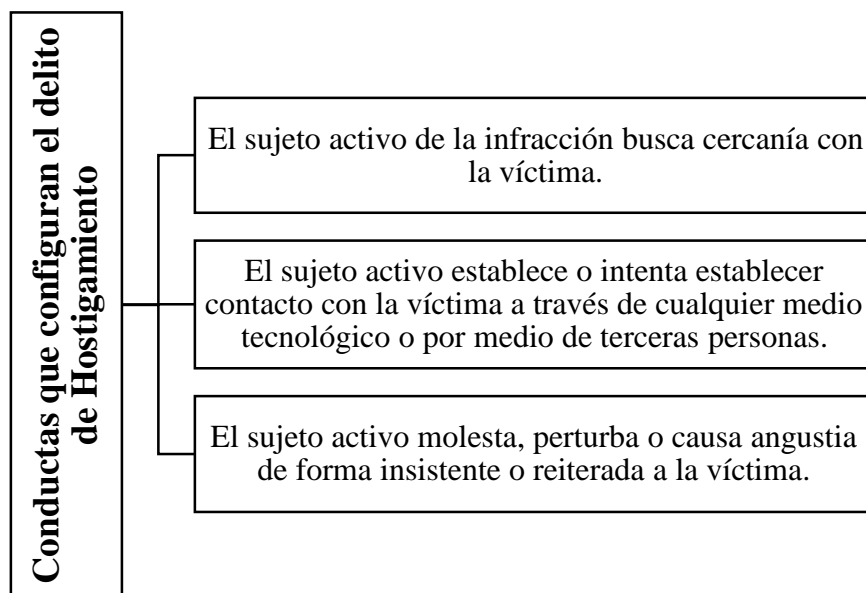 Conductas que configuran el delito
de Hostigamiento
El sujeto activo de la infracción busca cercanía con
la víctima.
El sujeto activo establece o intenta establecer
contacto con la víctima a través de cualquier medio
tecnológico o por medio de terceras personas.
El sujeto activo molesta, perturba o causa angustia
de forma insistente o reiterada a la víctima.